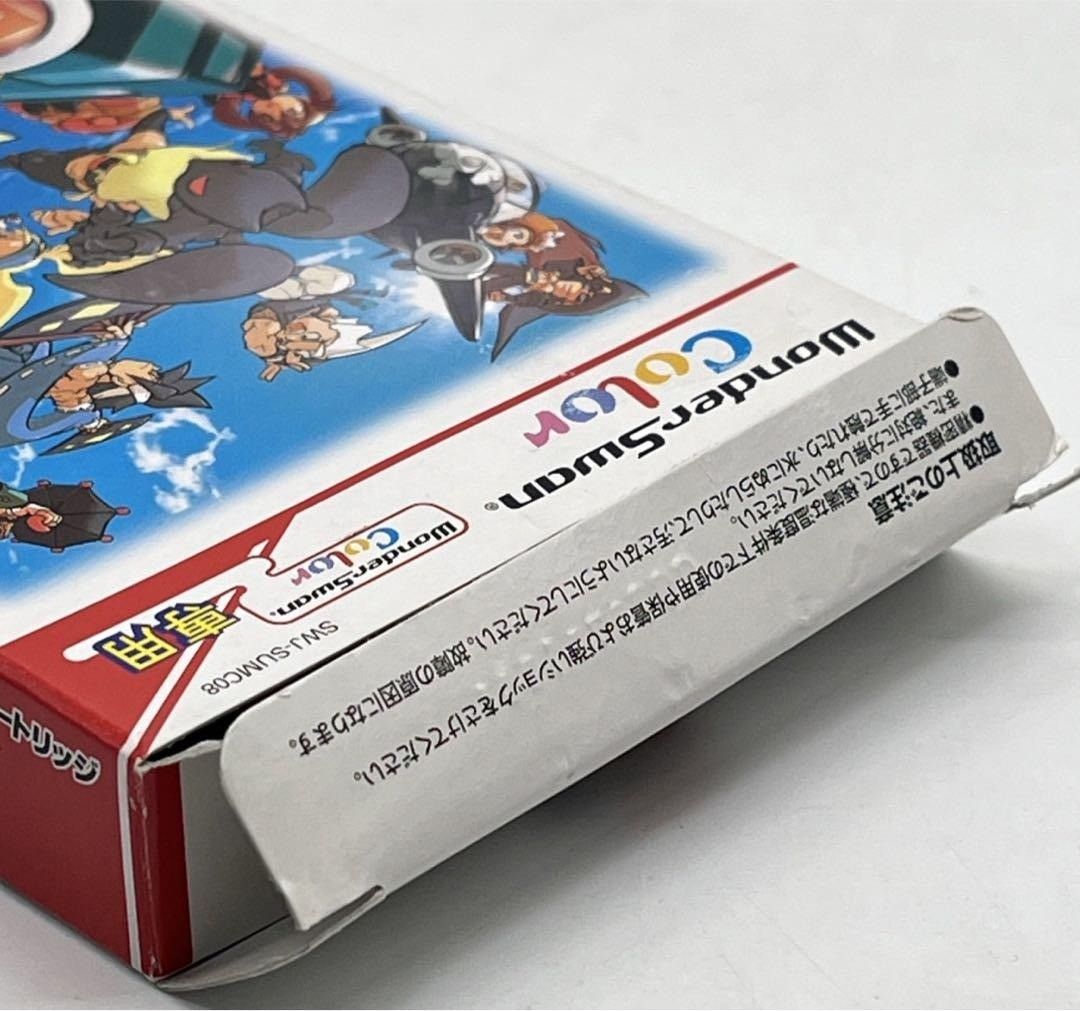 WonderSwan
Color
WonderSwan
Color
専用
SWJ-SUMC08
ートリッジ
取扱上のご注意
●精密機器ですので、極端な温度条件下での使用や保管および強いショックをさけてください。
また、絶対に分解しないでください。
●端子部に手で触れたり、水にぬらしたりして、汚さないようにしてください。故障の原因になります。